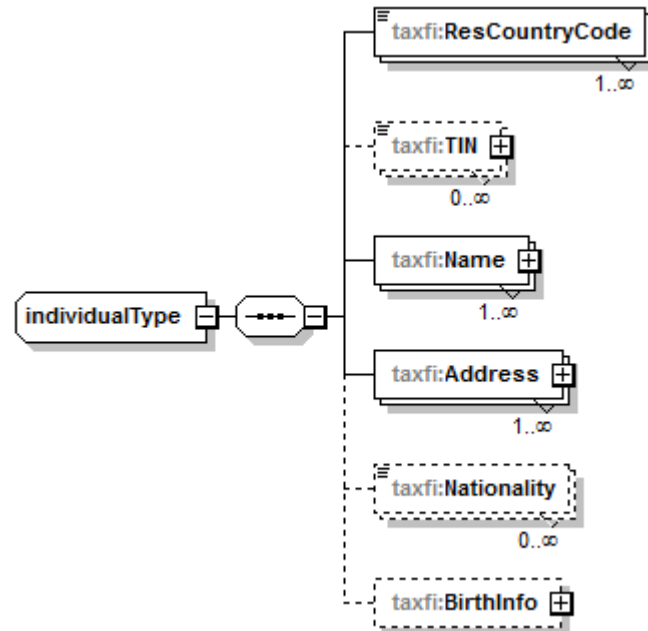 taxfi:ResCountryCode
1..∞
taxfi:TIN
0..∞
taxfi:Name
1..∞
individualType
taxfi:Address
1..∞
taxfi:Nationality
0..∞
taxfi:BirthInfo